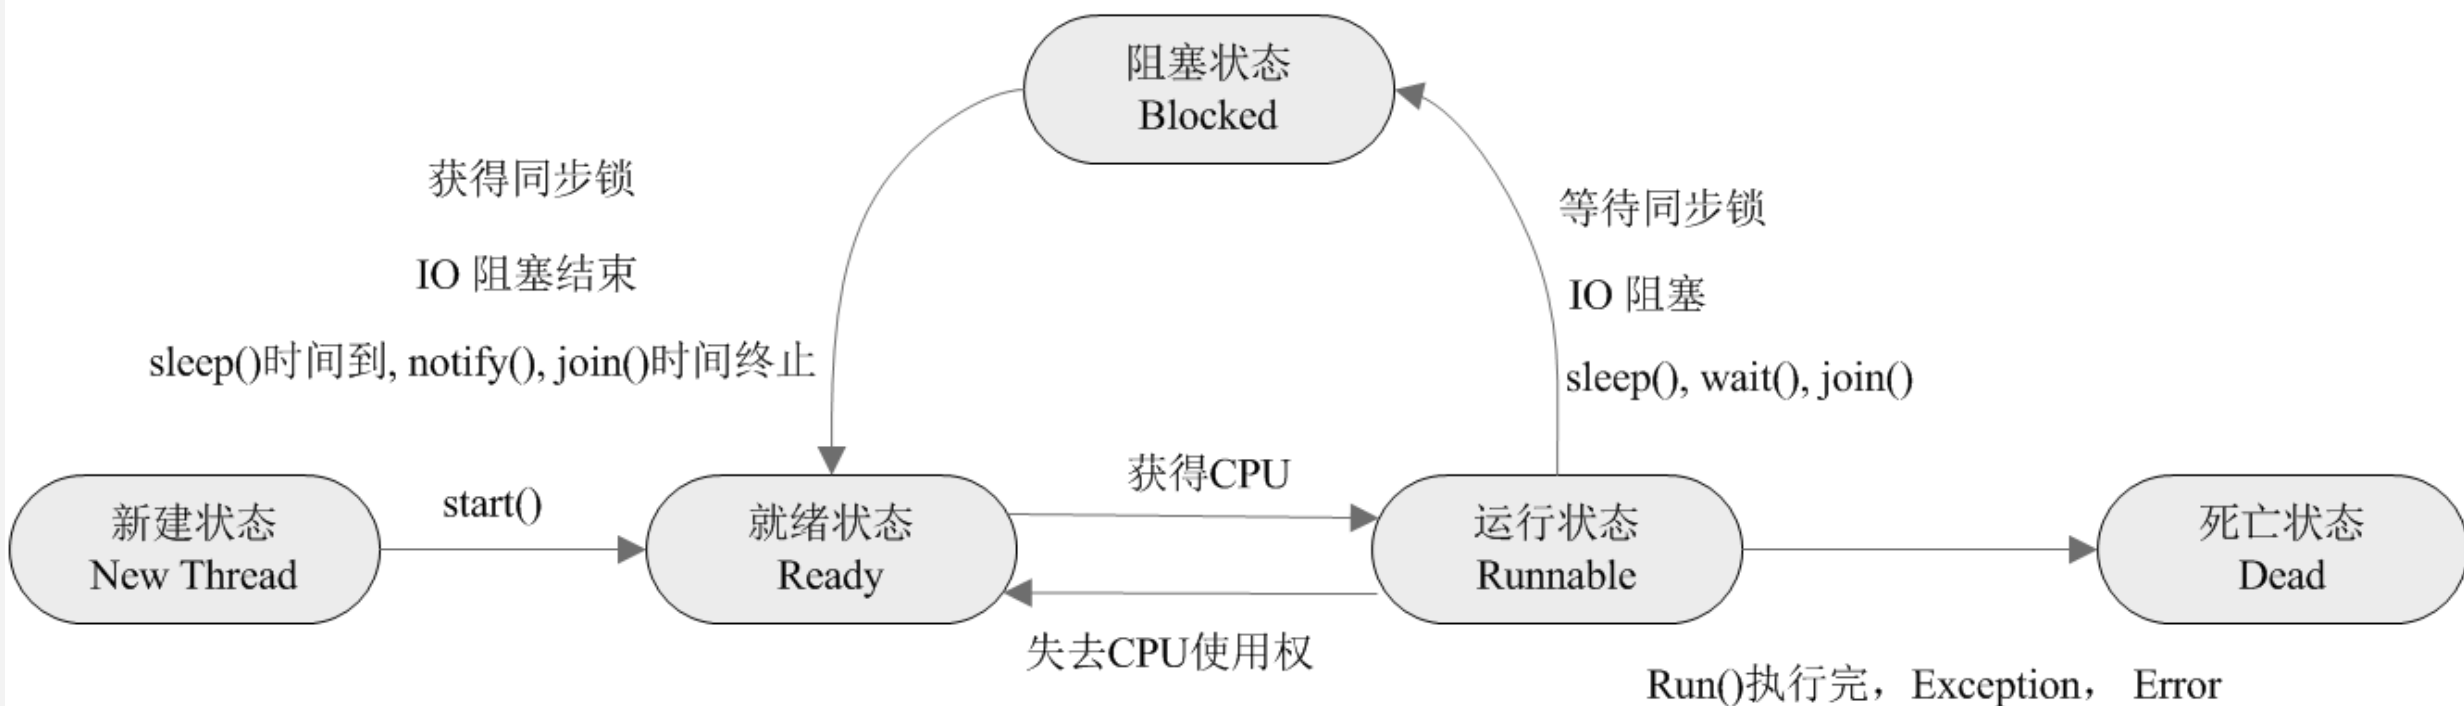 阻塞状态
Blocked
获得同步锁
等待同步锁
IO 阻塞结束
IO 阻塞
sleep()时间到, notify(), join()时间终止
sleep(), wait(), join()
获得CPU
start()
新建状态
New Thread
就绪状态
Ready
运行状态
Runnable
死亡状态
Dead
失去CPU使用权
Run()执行完，Exception， Error